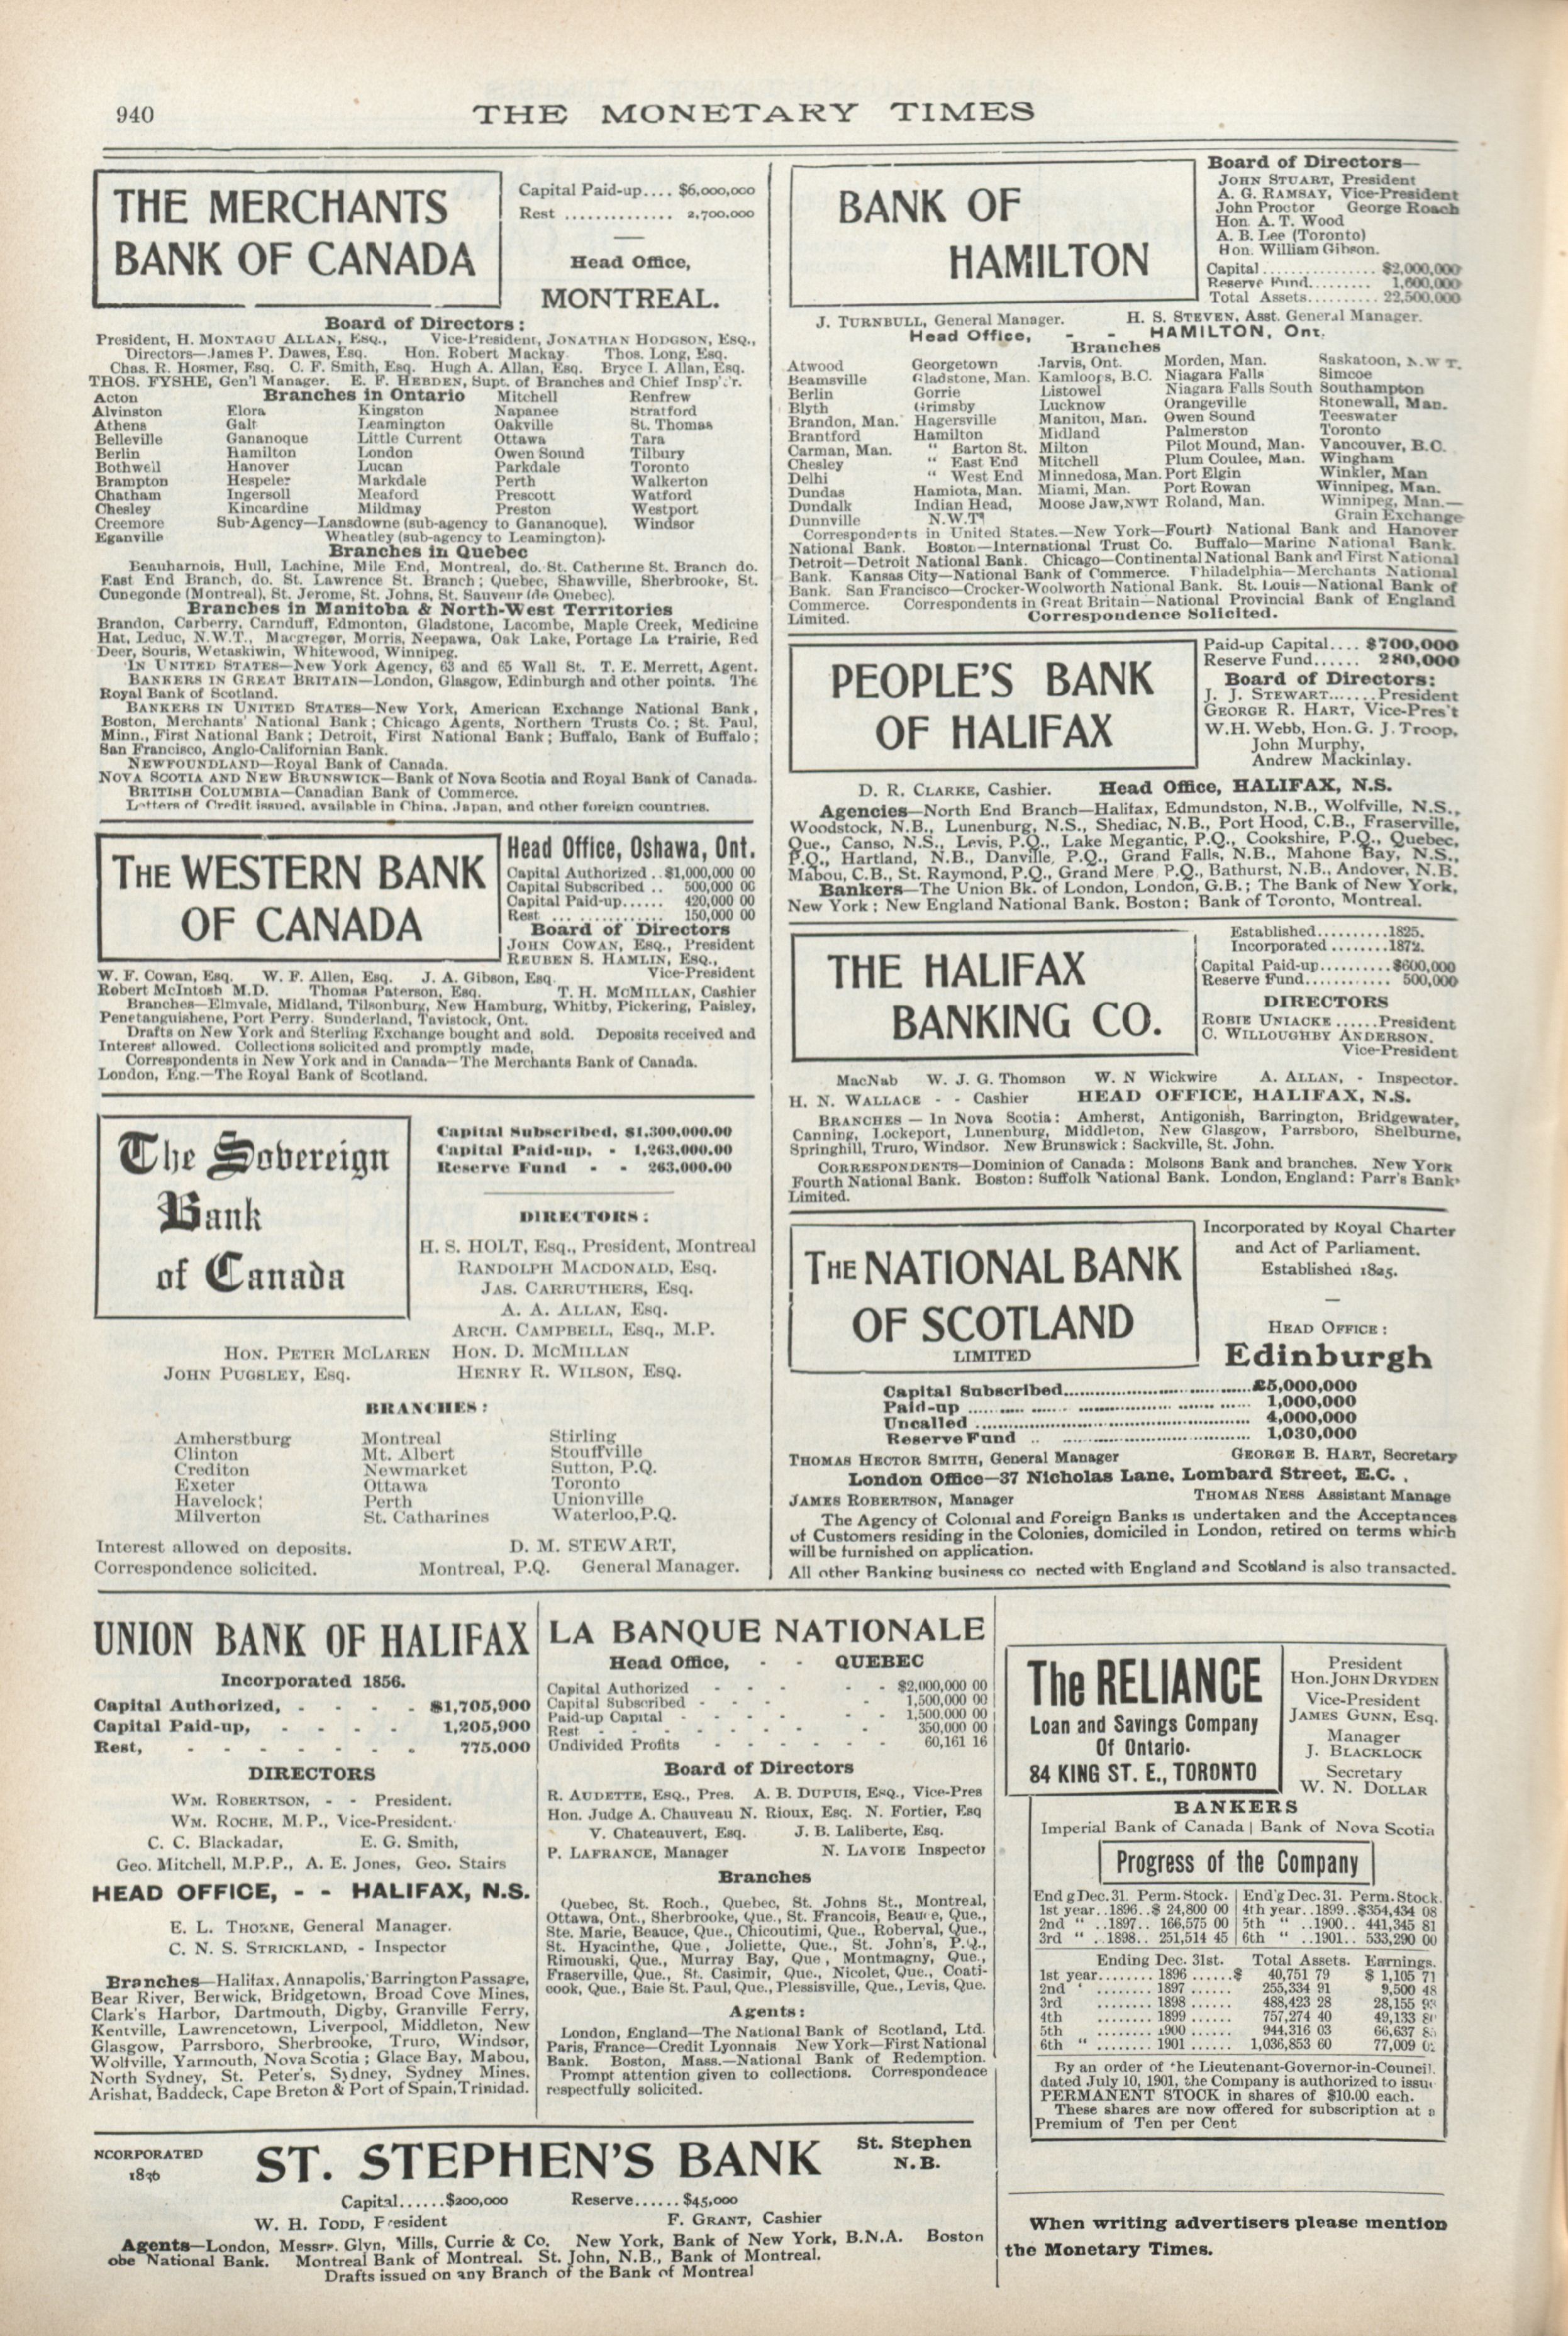 940
THE MONETARY TIMES
THE MERCHANTS
BANK OF CANADA
Capital Paid-up.... $6,000,000
Rest .............. 2,700,000
Head Office,
MONTREAL.
Board of Directors:
President, H. MONTAGU ALLAN, ESQ., Vice-President, JONATHAN HODGSON, ESQ.,
Directors—James P. Dawes, Esq. Hon. Robert Mackay Thos. Long, Esq.
Chas. R. Hosmer, Esq. C. F. Smith, Esq. Hugh A. Allan, Esq. Bryce I. Allan, Esq.
THOS. FYSHE, Gen'l Manager. E. F. HEBDEN, Supt. of Branches and Chief Insp'c'r.
Acton Branches in Ontario Mitchell Renfrew
Alvinston Elora Kingston Napanee Stratford
Athens Galt Leamington Oakville St. Thomas
Belleville Gananoque Little Current Ottawa Tara
Berlin Hamilton London Owen Sound Tilbury
Bothwell Hanover Lucan Parkdale Toronto
Brampton Hespeler Markdale Perth Walkerton
Chatham Ingersoll Meaford Prescott Watford
Chesley Kincardine Mildmay Preston Westport
Creemore Sub-Agency—Lansdowne (sub-agency to Gananoque). Windsor
Eganville Wheatley (sub-agency to Leamington).
Branches in Quebec
Beauharnois, Hull, Lachine, Mile End, Montreal, do. St. Catherine St. Branch do.
East End Branch, do. St. Lawrence St. Branch; Quebec, Shawville, Sherbrooke, St.
Cunegonde (Montreal), St. Jerome, St. Johns, St. Sauveur (de Quebec).
Branches in Manitoba & North-West Territories
Brandon, Carberry, Carnduff, Edmonton, Gladstone, Lacombe, Maple Creek, Medicine
Hat, Leduc, N.W.T., Macgregor, Morris, Neepawa, Oak Lake, Portage La Prairie, Red
Deer, Souris, Wetaskiwin, Whitewood, Winnipeg.
IN UNITED STATES—New York Agency, 63 and 65 Wall St. T. E. Merrett, Agent.
BANKERS IN GREAT BRITAIN—London, Glasgow, Edinburgh and other points. The
Royal Bank of Scotland.
BANKERS IN UNITED STATES—New York, American Exchange National Bank,
Boston, Merchants' National Bank; Chicago Agents, Northern Trusts Co.; St. Paul,
Minn., First National Bank; Detroit, First National Bank; Buffalo, Bank of Buffalo;
San Francisco, Anglo-Californian Bank.
NEWFOUNDLAND—Royal Bank of Canada.
NOVA SCOTIA AND NEW BRUNSWICK—Bank of Nova Scotia and Royal Bank of Canada.
BRITISH COLUMBIA—Canadian Bank of Commerce.
Letters of Credit issued, available in China, Japan, and other foreign countries.
THE WESTERN BANK
OF CANADA
Head Office, Oshawa, Ont.
Capital Authorized ..$1,000,000 00
Capital Subscribed .. 500,000 00
Capital Paid-up...... 420,000 00
Rest ... ............ 150,000 00
Board of Directors
JOHN COWAN, ESQ., President
REUBEN S. HAMLIN, ESQ.,
Vice-President
W. F. Cowan, Esq. W. F. Allen, Esq. J. A. Gibson, Esq.
Robert McIntosh M.D. Thomas Paterson, Esq. T. H. MCMILLAN, Cashier
Branches—Elmvale, Midland, Tilsonburg, New Hamburg, Whitby, Pickering, Paisley,
Penetanguishene, Port Perry. Sunderland, Tavistock, Ont.
Drafts on New York and Sterling Exchange bought and sold. Deposits received and
Interest allowed. Collections solicited and promptly made,
Correspondents in New York and in Canada—The Merchants Bank of Canada.
London, Eng.—The Royal Bank of Scotland.
The Sovereign
Bank
of Canada
Capital Subscribed, $1,300,000.00
Capital Paid-up, - 1,263,000.00
Reserve Fund - - 263,000.00
DIRECTORS:
H. S. HOLT, Esq., President, Montreal
RANDOLPH MACDONALD, Esq.
JAS. CARRUTHERS, Esq.
A. A. ALLAN, Esq.
ARCH. CAMPBELL, Esq., M.P.
HON. PETER MCLAREN HON. D. MCMILLAN
JOHN PUGSLEY, Esq. HENRY R. WILSON, ESQ.
BRANCHES:
Amherstburg Montreal Stirling
Clinton Mt. Albert Stouffville
Crediton Newmarket Sutton, P.Q.
Exeter Ottawa Toronto
Havelock Perth Unionville
Milverton St. Catharines Waterloo,P.Q.
Interest allowed on deposits. D. M. STEWART,
Correspondence solicited. Montreal, P.Q. General Manager.
BANK OF
HAMILTON
Board of Directors—
JOHN STUART, President
A. G. RAMSAY, Vice-President
John Proctor George Roach
Hon. A. T. Wood
A. B. Lee (Toronto)
Hon. William Gibson.
Capital................ $2,000,000
Reserve Fund......... 1,600,000
Total Assets.......... 22,500,000
J. TURNBULL, General Manager. H. S. STEVEN, Asst. General Manager.
Head Office, - - HAMILTON, Ont.
Branches
Atwood Georgetown Jarvis, Ont. Morden, Man. Saskatoon, N.W.T.
Beamsville Gladstone, Man. Kamloops, B.C. Niagara Falls Simcoe
Berlin Gorrie Listowel Niagara Falls South Southampton
Blyth Grimsby Lucknow Orangeville Stonewall, Man.
Brandon, Man. Hagersville Manitou, Man. Owen Sound Teeswater
Brantford Hamilton Midland Palmerston Toronto
Carman, Man. " Barton St. Milton Pilot Mound, Man. Vancouver, B.C.
Chesley " East End Mitchell Plum Coulee, Man. Wingham
Delhi " West End Minnedosa, Man. Port Elgin Winkler, Man
Dundas Hamiota, Man. Miami, Man. Port Rowan Winnipeg, Man.
Dundalk Indian Head, Moose Jaw,NWT Roland, Man. Winnipeg, Man.—
Dunnville N.W.T Grain Exchange
Correspondents in United States.—New York—Fourth National Bank and Hanover
National Bank. Boston—International Trust Co. Buffalo—Marine National Bank.
Detroit—Detroit National Bank. Chicago—Continental National Bank and First National
Bank. Kansas City—National Bank of Commerce. Philadelphia—Merchants National
Bank. San Francisco—Crocker-Woolworth National Bank. St. Louis—National Bank of
Commerce. Correspondents in Great Britain—National Provincial Bank of England
Limited. Correspondence Solicited.
PEOPLE'S BANK
OF HALIFAX
Paid-up Capital.... $700,000
Reserve Fund...... 280,000
Board of Directors:
J. J. STEWART.......President
GEORGE R. HART, Vice-Pres't
W.H. Webb, Hon. G. J. Troop,
John Murphy,
Andrew Mackinlay.
D. R. CLARKE, Cashier. Head Office, HALIFAX, N.S.
Agencies—North End Branch—Halifax, Edmundston, N.B., Wolfville, N.S.,
Woodstock, N.B., Lunenburg, N.S., Shediac, N.B., Port Hood, C.B., Fraserville,
Que., Canso, N.S., Levis, P.Q., Lake Megantic, P.Q., Cookshire, P.Q., Quebec,
P.Q., Hartland, N.B., Danville, P.Q., Grand Falls, N.B., Mahone Bay, N.S.,
Mabou, C.B., St. Raymond, P.Q., Grand Mere P.Q., Bathurst, N.B., Andover, N.B.
Bankers—The Union Bk. of London, London, G.B.; The Bank of New York,
New York; New England National Bank, Boston; Bank of Toronto, Montreal.
THE HALIFAX
BANKING CO.
Established..........1825.
Incorporated ........1872.
Capital Paid-up..........$600,000
Reserve Fund............ 500,000
DIRECTORS
ROBIE UNIACKE ......President
C. WILLOUGHBY ANDERSON.
Vice-President
MacNab W. J. G. Thomson W. N Wickwire A. ALLAN, - Inspector.
H. N. WALLACE - - Cashier HEAD OFFICE, HALIFAX, N.S.
BRANCHES — In Nova Scotia: Amherst, Antigonish, Barrington, Bridgewater,
Canning, Lockeport, Lunenburg, Middleton, New Glasgow, Parrsboro, Shelburne,
Springhill, Truro, Windsor. New Brunswick: Sackville, St. John.
CORRESPONDENTS—Dominion of Canada: Molsons Bank and branches. New York
Fourth National Bank. Boston: Suffolk National Bank. London, England: Parr's Bank
Limited.
THE NATIONAL BANK
OF SCOTLAND
LIMITED
Incorporated by Royal Charter
and Act of Parliament.
Established 1825.
HEAD OFFICE:
Edinburgh
Capital Subscribed....................................£5,000,000
Paid-up .................................... 1,000,000
Uncalled .................................... 4,000,000
Reserve Fund .................................... 1,030,000
THOMAS HECTOR SMITH, General Manager GEORGE B. HART, Secretary
London Office—37 Nicholas Lane, Lombard Street, E.C.
JAMES ROBERTSON, Manager THOMAS NESS Assistant Manage
The Agency of Colonial and Foreign Banks is undertaken and the Acceptances
of Customers residing in the Colonies, domiciled in London, retired on terms which
will be furnished on application.
All other Banking business co nected with England and Scotland is also transacted.
UNION BANK OF HALIFAX
Incorporated 1856.
Capital Authorized, - - - - $1,705,900
Capital Paid-up, - - - - 1,205,900
Rest, - - - - - - - 775,000
DIRECTORS
WM. ROBERTSON, - - President.
WM. ROCHE, M.P., Vice-President.
C. C. Blackadar, E. G. Smith,
Geo. Mitchell, M.P.P., A. E. Jones, Geo. Stairs
HEAD OFFICE, - - HALIFAX, N.S.
E. L. THORNE, General Manager.
C. N. S. STRICKLAND, - Inspector
Branches—Halifax, Annapolis, Barrington Passage,
Bear River, Berwick, Bridgetown, Broad Cove Mines,
Clark's Harbor, Dartmouth, Digby, Granville Ferry,
Kentville, Lawrencetown, Liverpool, Middleton, New
Glasgow, Parrsboro, Sherbrooke, Truro, Windsor,
Wolfville, Yarmouth, Nova Scotia; Glace Bay, Mabou,
North Sydney, St. Peter's, Sydney, Sydney Mines,
Arishat, Baddeck, Cape Breton & Port of Spain, Trinidad.
LA BANQUE NATIONALE
Head Office, - - QUEBEC
Capital Authorized - - - - - $2,000,000 00
Capital Subscribed - - - - - 1,500,000 00
Paid-up Capital - - - - - 1,500,000 00
Rest - - - - - - - - 350,000 00
Undivided Profits - - - - - 60,161 16
Board of Directors
R. AUDETTE, ESQ., Pres. A. B. DUPUIS, ESQ., Vice-Pres
Hon. Judge A. Chauveau N. Rioux, Esq. N. Fortier, Esq
V. Chateauvert, Esq. J. B. Laliberte, Esq.
P. LAFRANCE, Manager N. LAVOIE Inspector
Branches
Quebec, St. Roch., Quebec, St. Johns St., Montreal,
Ottawa, Ont., Sherbrooke, Que., St. Francois, Beauce, Que.,
Ste. Marie, Beauce, Que., Chicoutimi, Que., Roberval, Que.,
St. Hyacinthe, Que, Joliette, Que., St. John's, P.Q.,
Rimouski, Que., Murray Bay, Que, Montmagny, Que.,
Fraserville, Que., St. Casimir, Que., Nicolet, Que., Coati-
cook, Que., Baie St. Paul, Que., Plessisville, Que., Levis, Que.
Agents:
London, England—The National Bank of Scotland, Ltd.
Paris, France—Credit Lyonnais New York—First National
Bank. Boston, Mass.—National Bank of Redemption.
Prompt attention given to collections. Correspondence
respectfully solicited.
The RELIANCE
Loan and Savings Company
Of Ontario.
84 KING ST. E., TORONTO
President
Hon. JOHN DRYDEN
Vice-President
JAMES GUNN, Esq.
Manager
J. BLACKLOCK
Secretary
W. N. DOLLAR
BANKERS
Imperial Bank of Canada | Bank of Nova Scotia
Progress of the Company
End g Dec. 31. Perm. Stock. End'g Dec. 31. Perm. Stock.
1st year..1896..$ 24,800 00 4th year..1899..$354,434 08
2nd " ..1897.. 166,575 00 5th " ..1900.. 441,345 81
3rd " ..1898.. 251,514 45 6th " ..1901.. 533,290 00
Ending Dec. 31st. Total Assets. Earnings.
1st year........ 1896 ......$ 40,751 79 $ 1,105 71
2nd ' ........ 1897 ...... 255,334 91 9,500 48
3rd ........ 1898 ...... 488,423 28 28,155
4th ........ 1899 ...... 757,274 40 49,133
5th ........ 1900 ...... 944,316 03 66,637
6th " ........ 1901 ...... 1,036,853 60 77,009
By an order of the Lieutenant-Governor-in-Council.
dated July 10, 1901, the Company is authorized to issue
PERMANENT STOCK in shares of $10.00 each.
These shares are now offered for subscription at a
Premium of Ten per Cent
NCORPORATED
1836
ST. STEPHEN'S BANK
St. Stephen
N.B.
Capital......$200,000 Reserve......$45,000
W. H. TODD, President F. GRANT, Cashier
Agents—London, Messrs. Glyn, Mills, Currie & Co. New York, Bank of New York, B.N.A. Boston
obe National Bank. Montreal Bank of Montreal. St. John, N.B., Bank of Montreal.
Drafts issued on any Branch of the Bank of Montreal
When writing advertisers please mention
the Monetary Times.